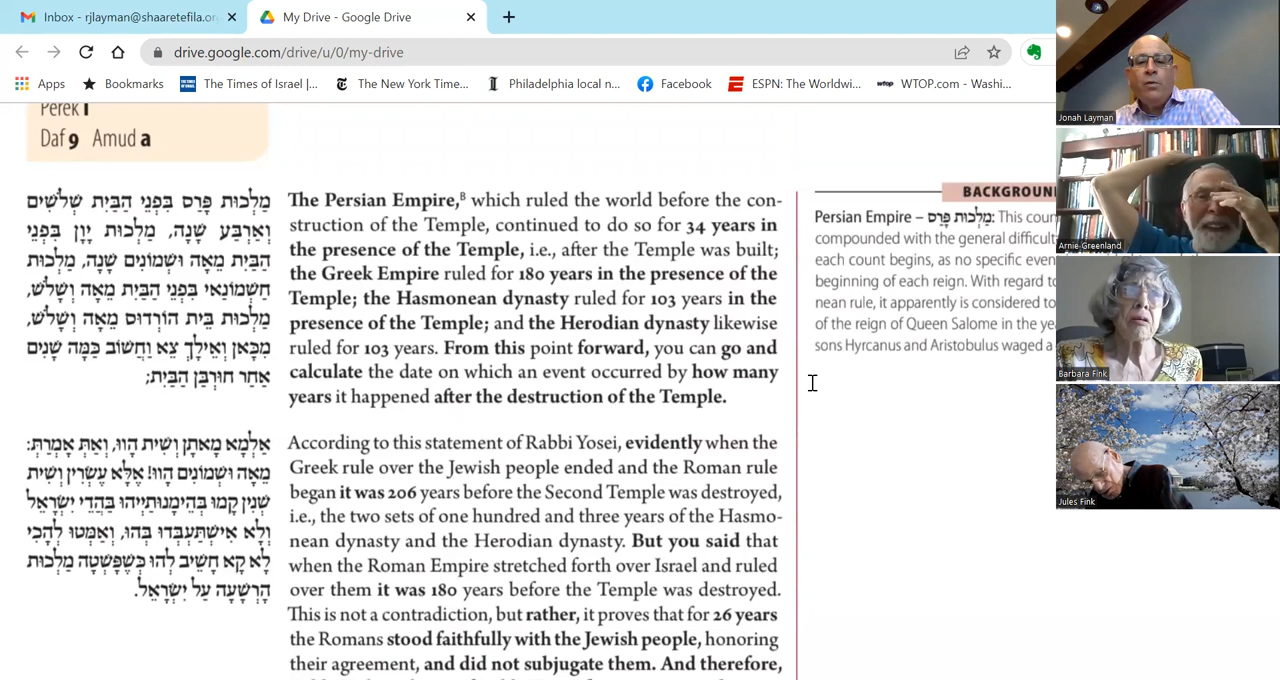 Inbox - rjlayman@shaaretefila.or
My Drive - Google Drive
drive.google.com/drive/u/0/my-drive
Apps
Bookmarks
The Times of Israel |...
The New York Time...
Philadelphia local n...
Facebook
ESPN: The Worldwi...
WTOP.com - Washi...
Perek I
Daf 9 Amud a
מַלְכוּת פָּרַס בִּפְנֵי הַבַּיִת שְׁלֹשִׁים
וְאַרְבַּע שָׁנָה, מַלְכוּת יָוָן בִּפְנֵי
הַבַּיִת מֵאָה וּשְׁמוֹנִים שָׁנָה, מַלְכוּת
חַשְׁמוֹנַאי בִּפְנֵי הַבַּיִת מֵאָה וְשָׁלֹשׁ,
מַלְכוּת בֵּית הוֹרְדוּס מֵאָה וְשָׁלֹשׁ,
מִכָּאן וְאֵילָךְ צֵא וַחֲשׁוֹב כַּמָּה שָׁנִים
אַחַר חוּרְבַּן הַבַּיִת;
אַלְמָא מָאתַן וְשִׁית הָווּ, וְאַתְּ אָמְרַתְּ:
מֵאָה וּשְׁמוֹנִים הָווּ! אֶלָּא עֶשְׂרִין וְשִׁית
שְׁנִין קָמוּ בְּהֵימָנוּתַיְיהוּ בַּהֲדֵי יִשְׂרָאֵל
וְלָא אִישְׁתַּעְבַּדוּ בְּהוּ, וְאַמְּטוּ לְהָכִי
לָא קָא חָשֵׁיב לְהוּ כְּשֶׁפָּשְׁטָה מַלְכוּת
הָרְשָׁעָה עַל יִשְׂרָאֵל.
The Persian Empire,ᴮ which ruled the world before the con-
struction of the Temple, continued to do so for 34 years in
the presence of the Temple, i.e., after the Temple was built;
the Greek Empire ruled for 180 years in the presence of the
Temple; the Hasmonean dynasty ruled for 103 years in the
presence of the Temple; and the Herodian dynasty likewise
ruled for 103 years. From this point forward, you can go and
calculate the date on which an event occurred by how many
years it happened after the destruction of the Temple.
According to this statement of Rabbi Yosei, evidently when the
Greek rule over the Jewish people ended and the Roman rule
began it was 206 years before the Second Temple was destroyed,
i.e., the two sets of one hundred and three years of the Hasmo-
nean dynasty and the Herodian dynasty. But you said that
when the Roman Empire stretched forth over Israel and ruled
over them it was 180 years before the Temple was destroyed.
This is not a contradiction, but rather, it proves that for 26 years
the Romans stood faithfully with the Jewish people, honoring
their agreement, and did not subjugate them. And therefore,
BACKGROUN
Persian Empire – מַלְכוּת פָּרַס: This coun
compounded with the general difficult
each count begins, as no specific even
beginning of each reign. With regard to
nean rule, it apparently is considered to
of the reign of Queen Salome in the yea
sons Hyrcanus and Aristobulus waged a
Jonah Layman
Arnie Greenland
Barbara Fink
Jules Fink